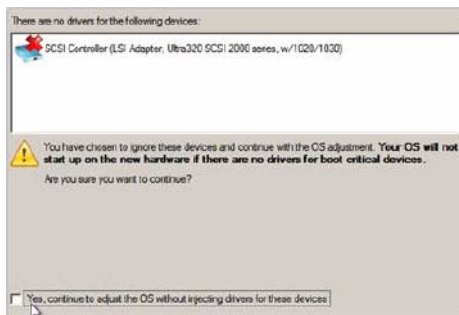 There are no drivers for the following devices:
SCSI Controller (LSI Adapter, Ultra320 SCSI 2000 series, w/1020/1030)
You have chosen to ignore these devices and continue with the OS adjustment. Your OS will not
start up on the new hardware if there are no drivers for boot critical devices.
Are you sure you want to continue?
Yes, continue to adjust the OS without injecting drivers for these devices